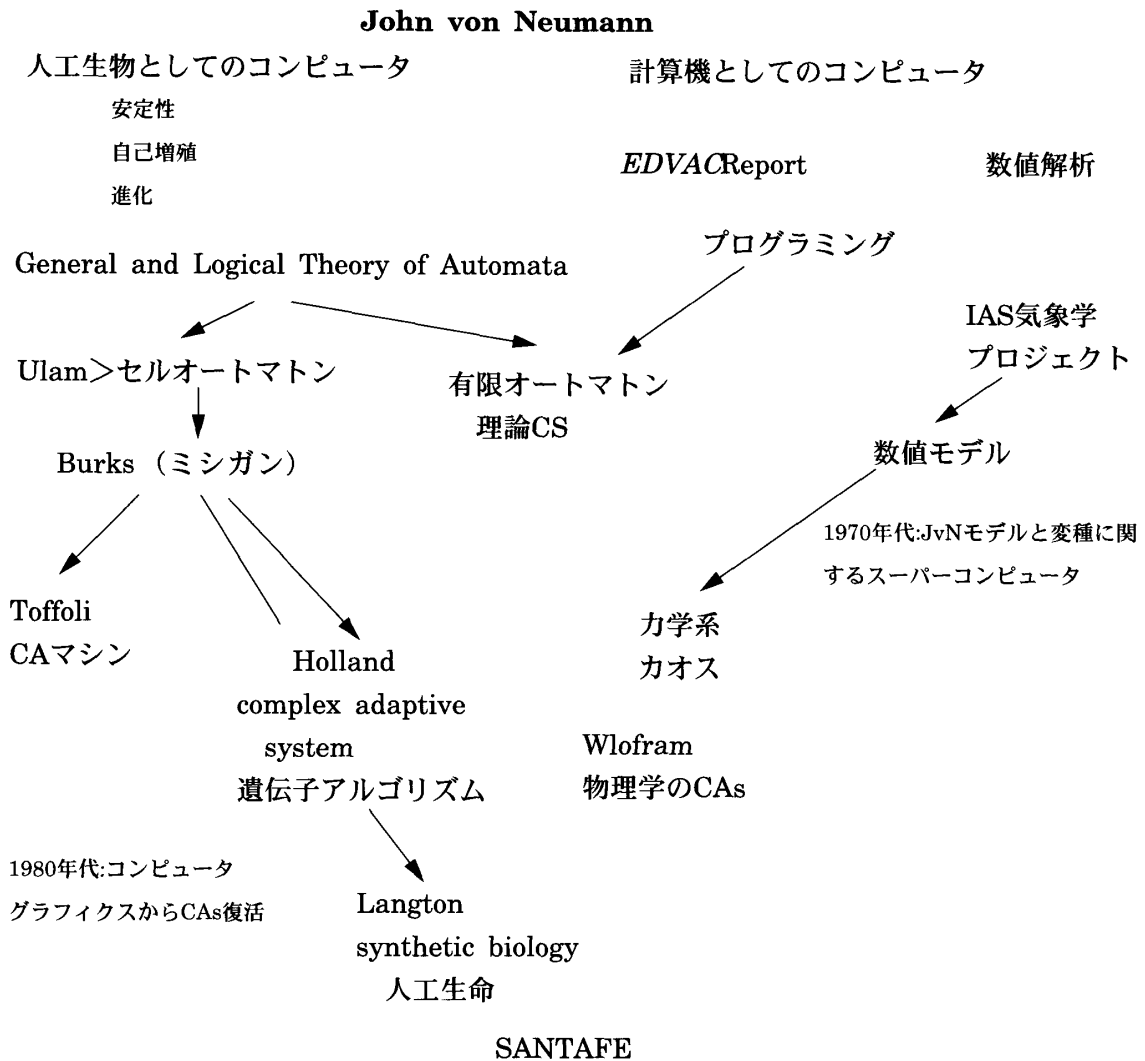 John von Neumann
人工生物としてのコンピュータ
計算機としてのコンピュータ
安定性
自己増殖
進化
EDVACReport
数値解析
プログラミング
General and Logical Theory of Automata
IAS気象学
プロジェクト
Ulam＞セルオートマトン
有限オートマトン
理論CS
Burks（ミシガン）
数値モデル
1970年代:JvNモデルと変種に関
するスーパーコンピュータ
Toffoli
CAマシン
力学系
カオス
Holland
complex adaptive
system
遺伝子アルゴリズム
Wlofram
物理学のCAs
1980年代:コンピュータ
グラフィクスからCAs復活
Langton
synthetic biology
人工生命
SANTAFE